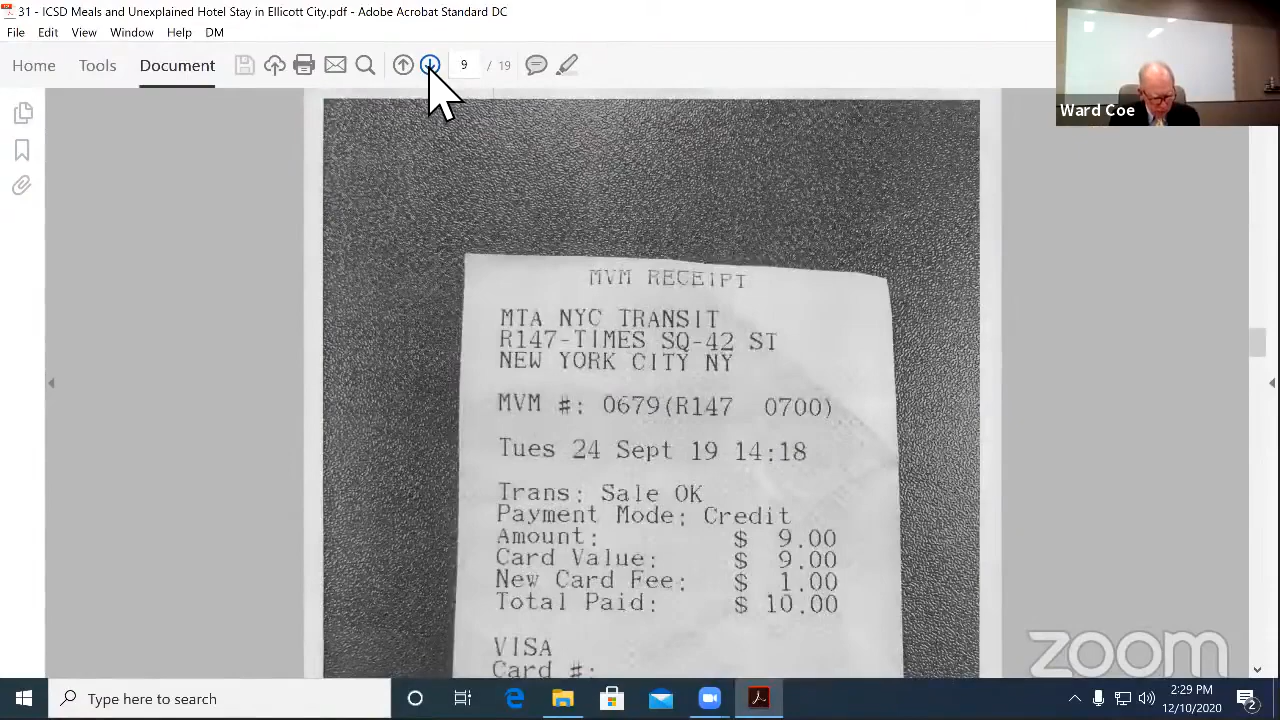 31 - ICSD Meals and Unexplained Hotel Stay in Ellicott City.pdf - Adobe Acrobat Standard DC
File Edit View Window Help DM
Home Tools Document 9 / 19
Ward Coe
MVM RECEIPT
MTA NYC TRANSIT
R147-TIMES SQ-42 ST
NEW YORK CITY NY
MVM #: 0679(R147 0700)
Tues 24 Sept 19 14:18
Trans: Sale OK
Payment Mode: Credit
Amount: $ 9.00
Card Value: $ 9.00
New Card Fee: $ 1.00
Total Paid: $ 10.00
VISA
Card #:
zoom
Type here to search
2:29 PM
12/10/2020
2